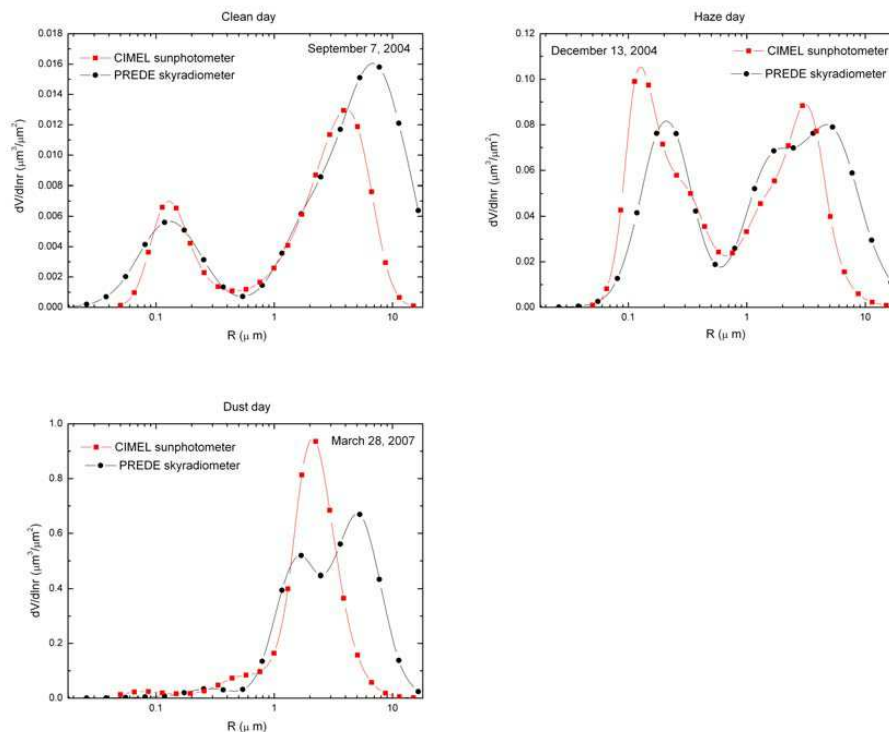 Clean day
September 7, 2004
CIMEL sunphotometer
PREDE skyradiometer
0.018
0.016
0.014
0.012
0.010
0.008
0.006
0.004
0.002
0.000
dV/dlnr (μm³/μm²)
0.1
1
10
R (μ m)
Haze day
December 13, 2004
CIMEL sunphotometer
PREDE skyradiometer
0.12
0.10
0.08
0.06
0.04
0.02
0.00
dV/dlnr (μm³/μm²)
0.1
1
10
R (μ m)
Dust day
March 28, 2007
CIMEL sunphotometer
PREDE skyradiometer
1.0
0.8
0.6
0.4
0.2
0.0
dV/dlnr (μm³/μm²)
0.1
1
10
R (μ m)